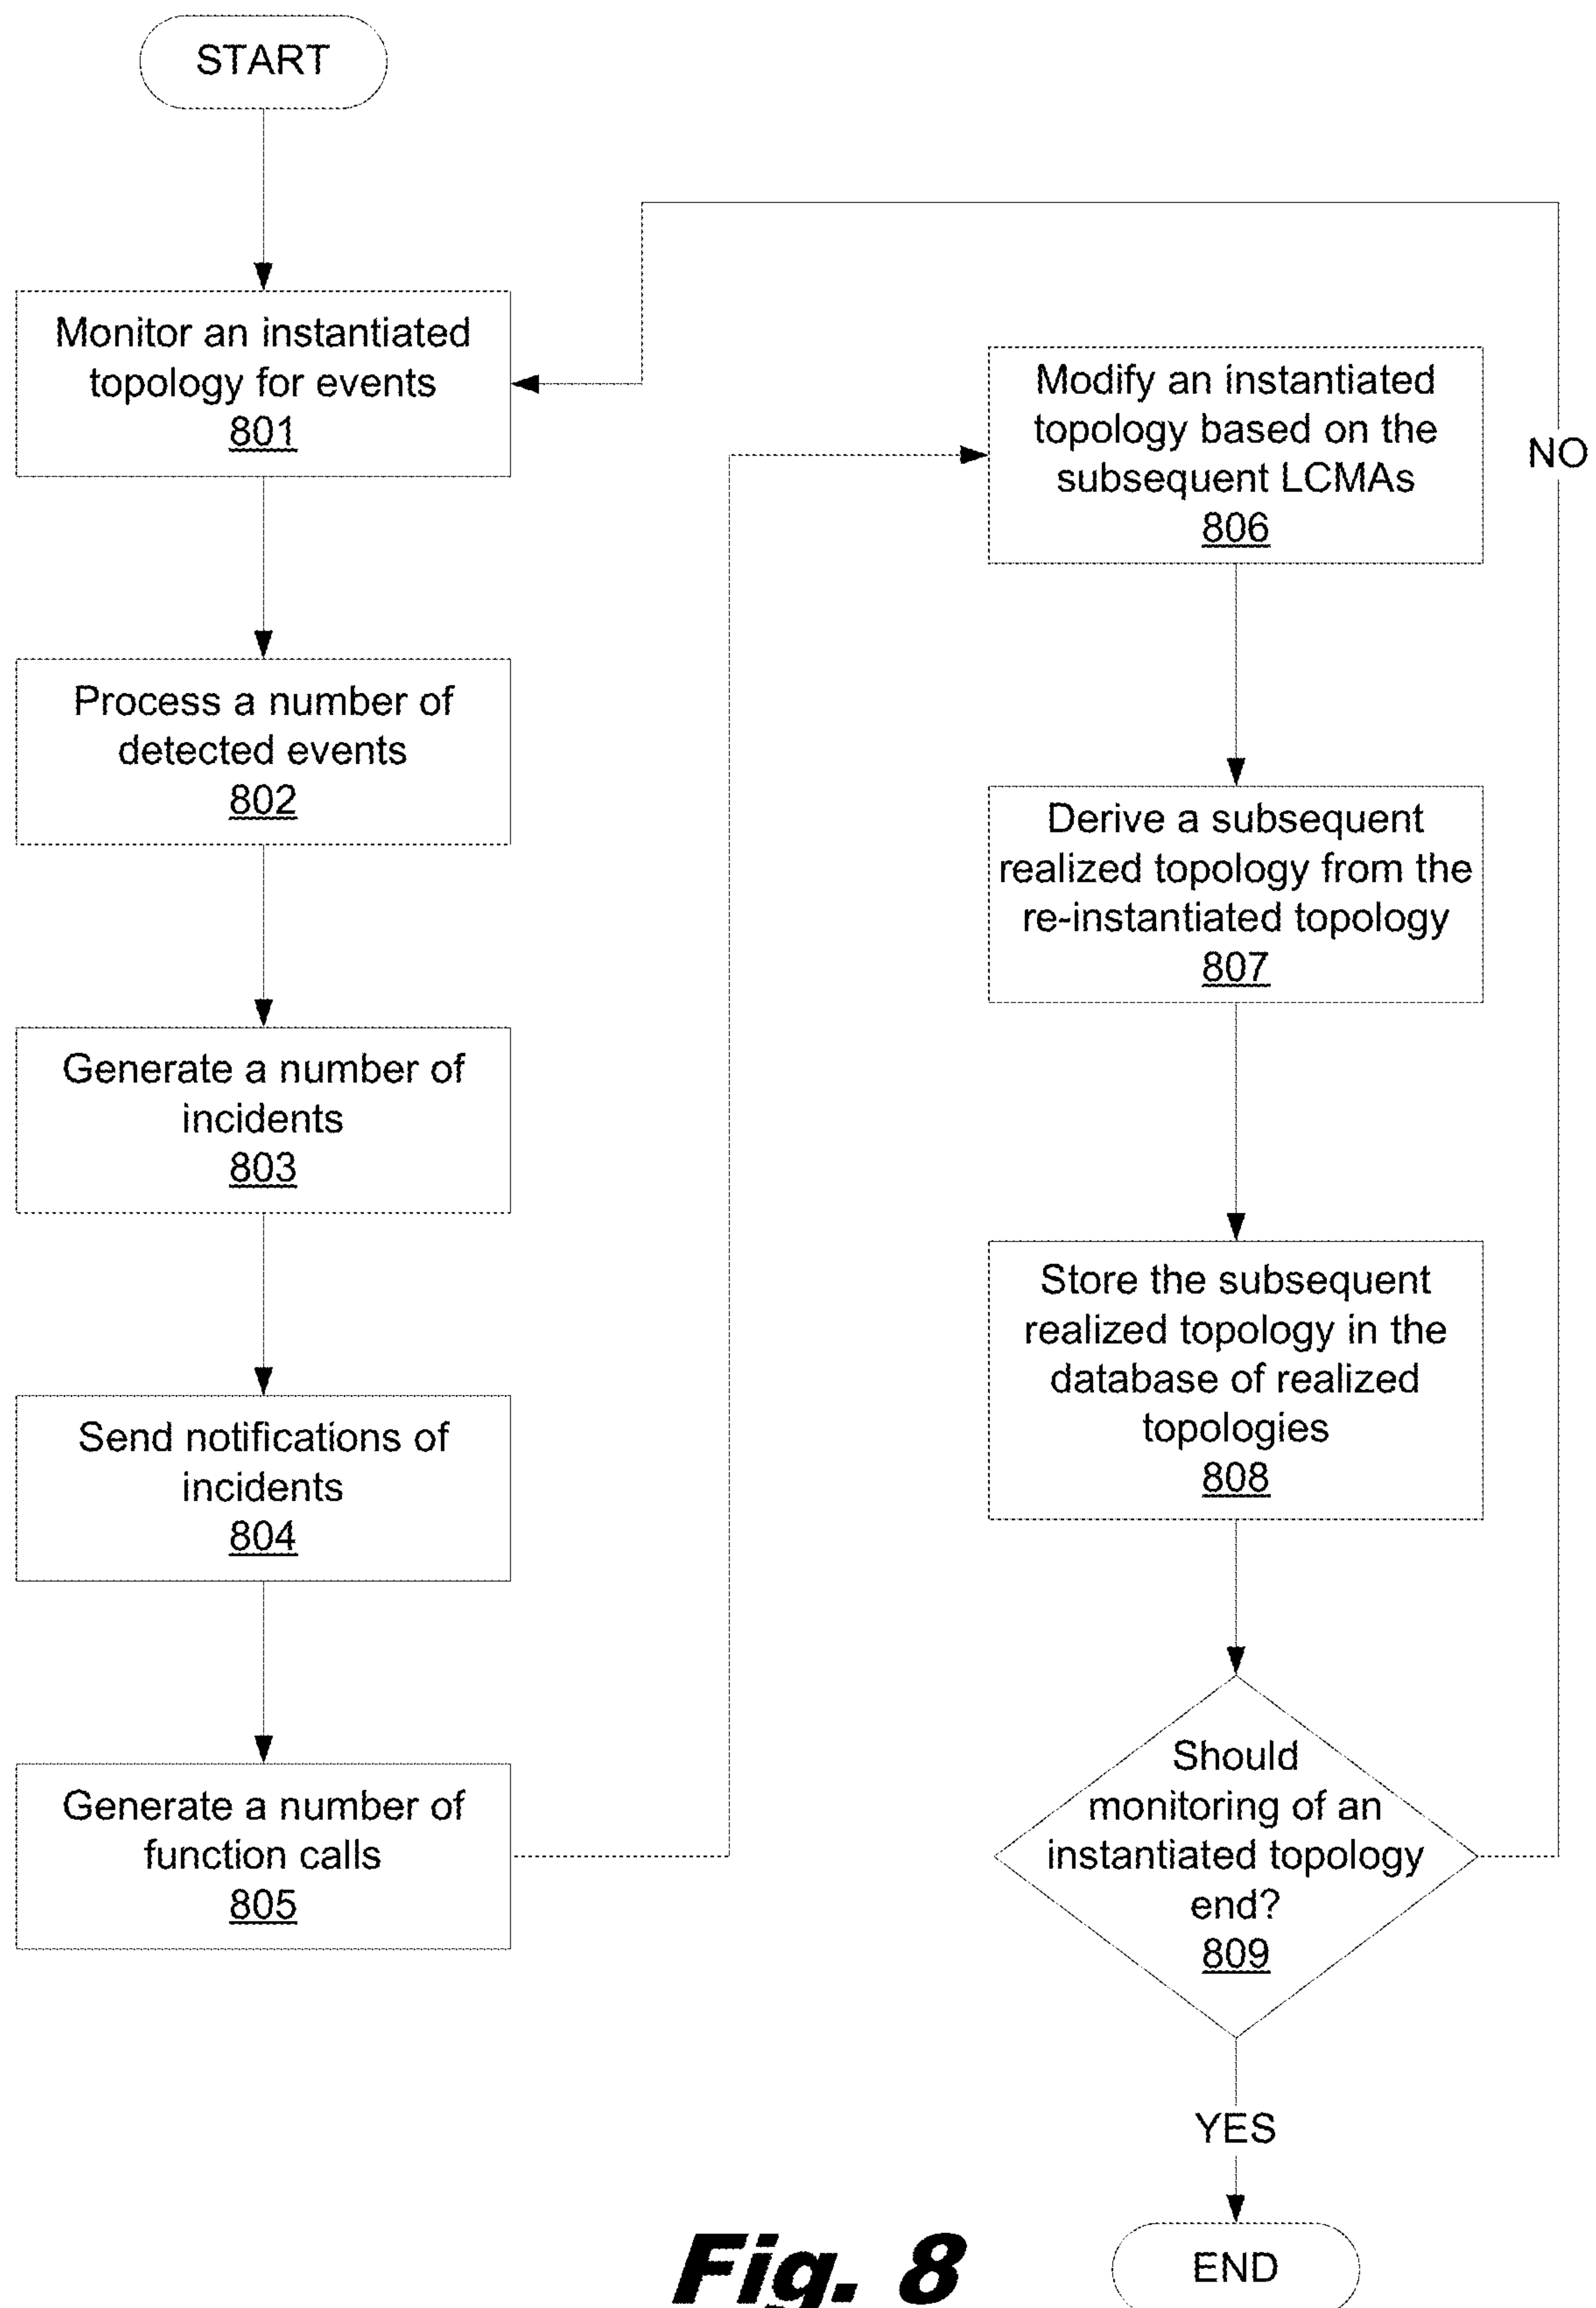 START
Monitor an instantiated
topology for events
801
Process a number of
detected events
802
Generate a number of
incidents
803
Send notifications of
incidents
804
Generate a number of
function calls
805
Modify an instantiated
topology based on the
subsequent LCMAs
806
NO
Derive a subsequent
realized topology from the
re-instantiated topology
807
Store the subsequent
realized topology in the
database of realized
topologies
808
Should
monitoring of an
instantiated topology
end?
809
YES
END
Fig. 8